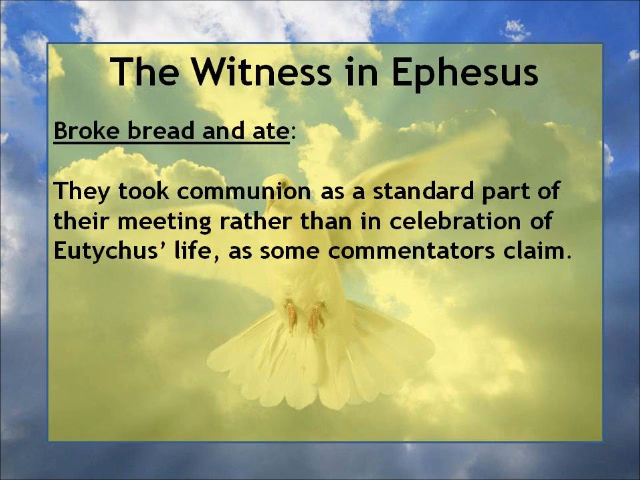 The Witness in Ephesus
Broke bread and ate:
They took communion as a standard part of
their meeting rather than in celebration of
Eutychus’ life, as some commentators claim.